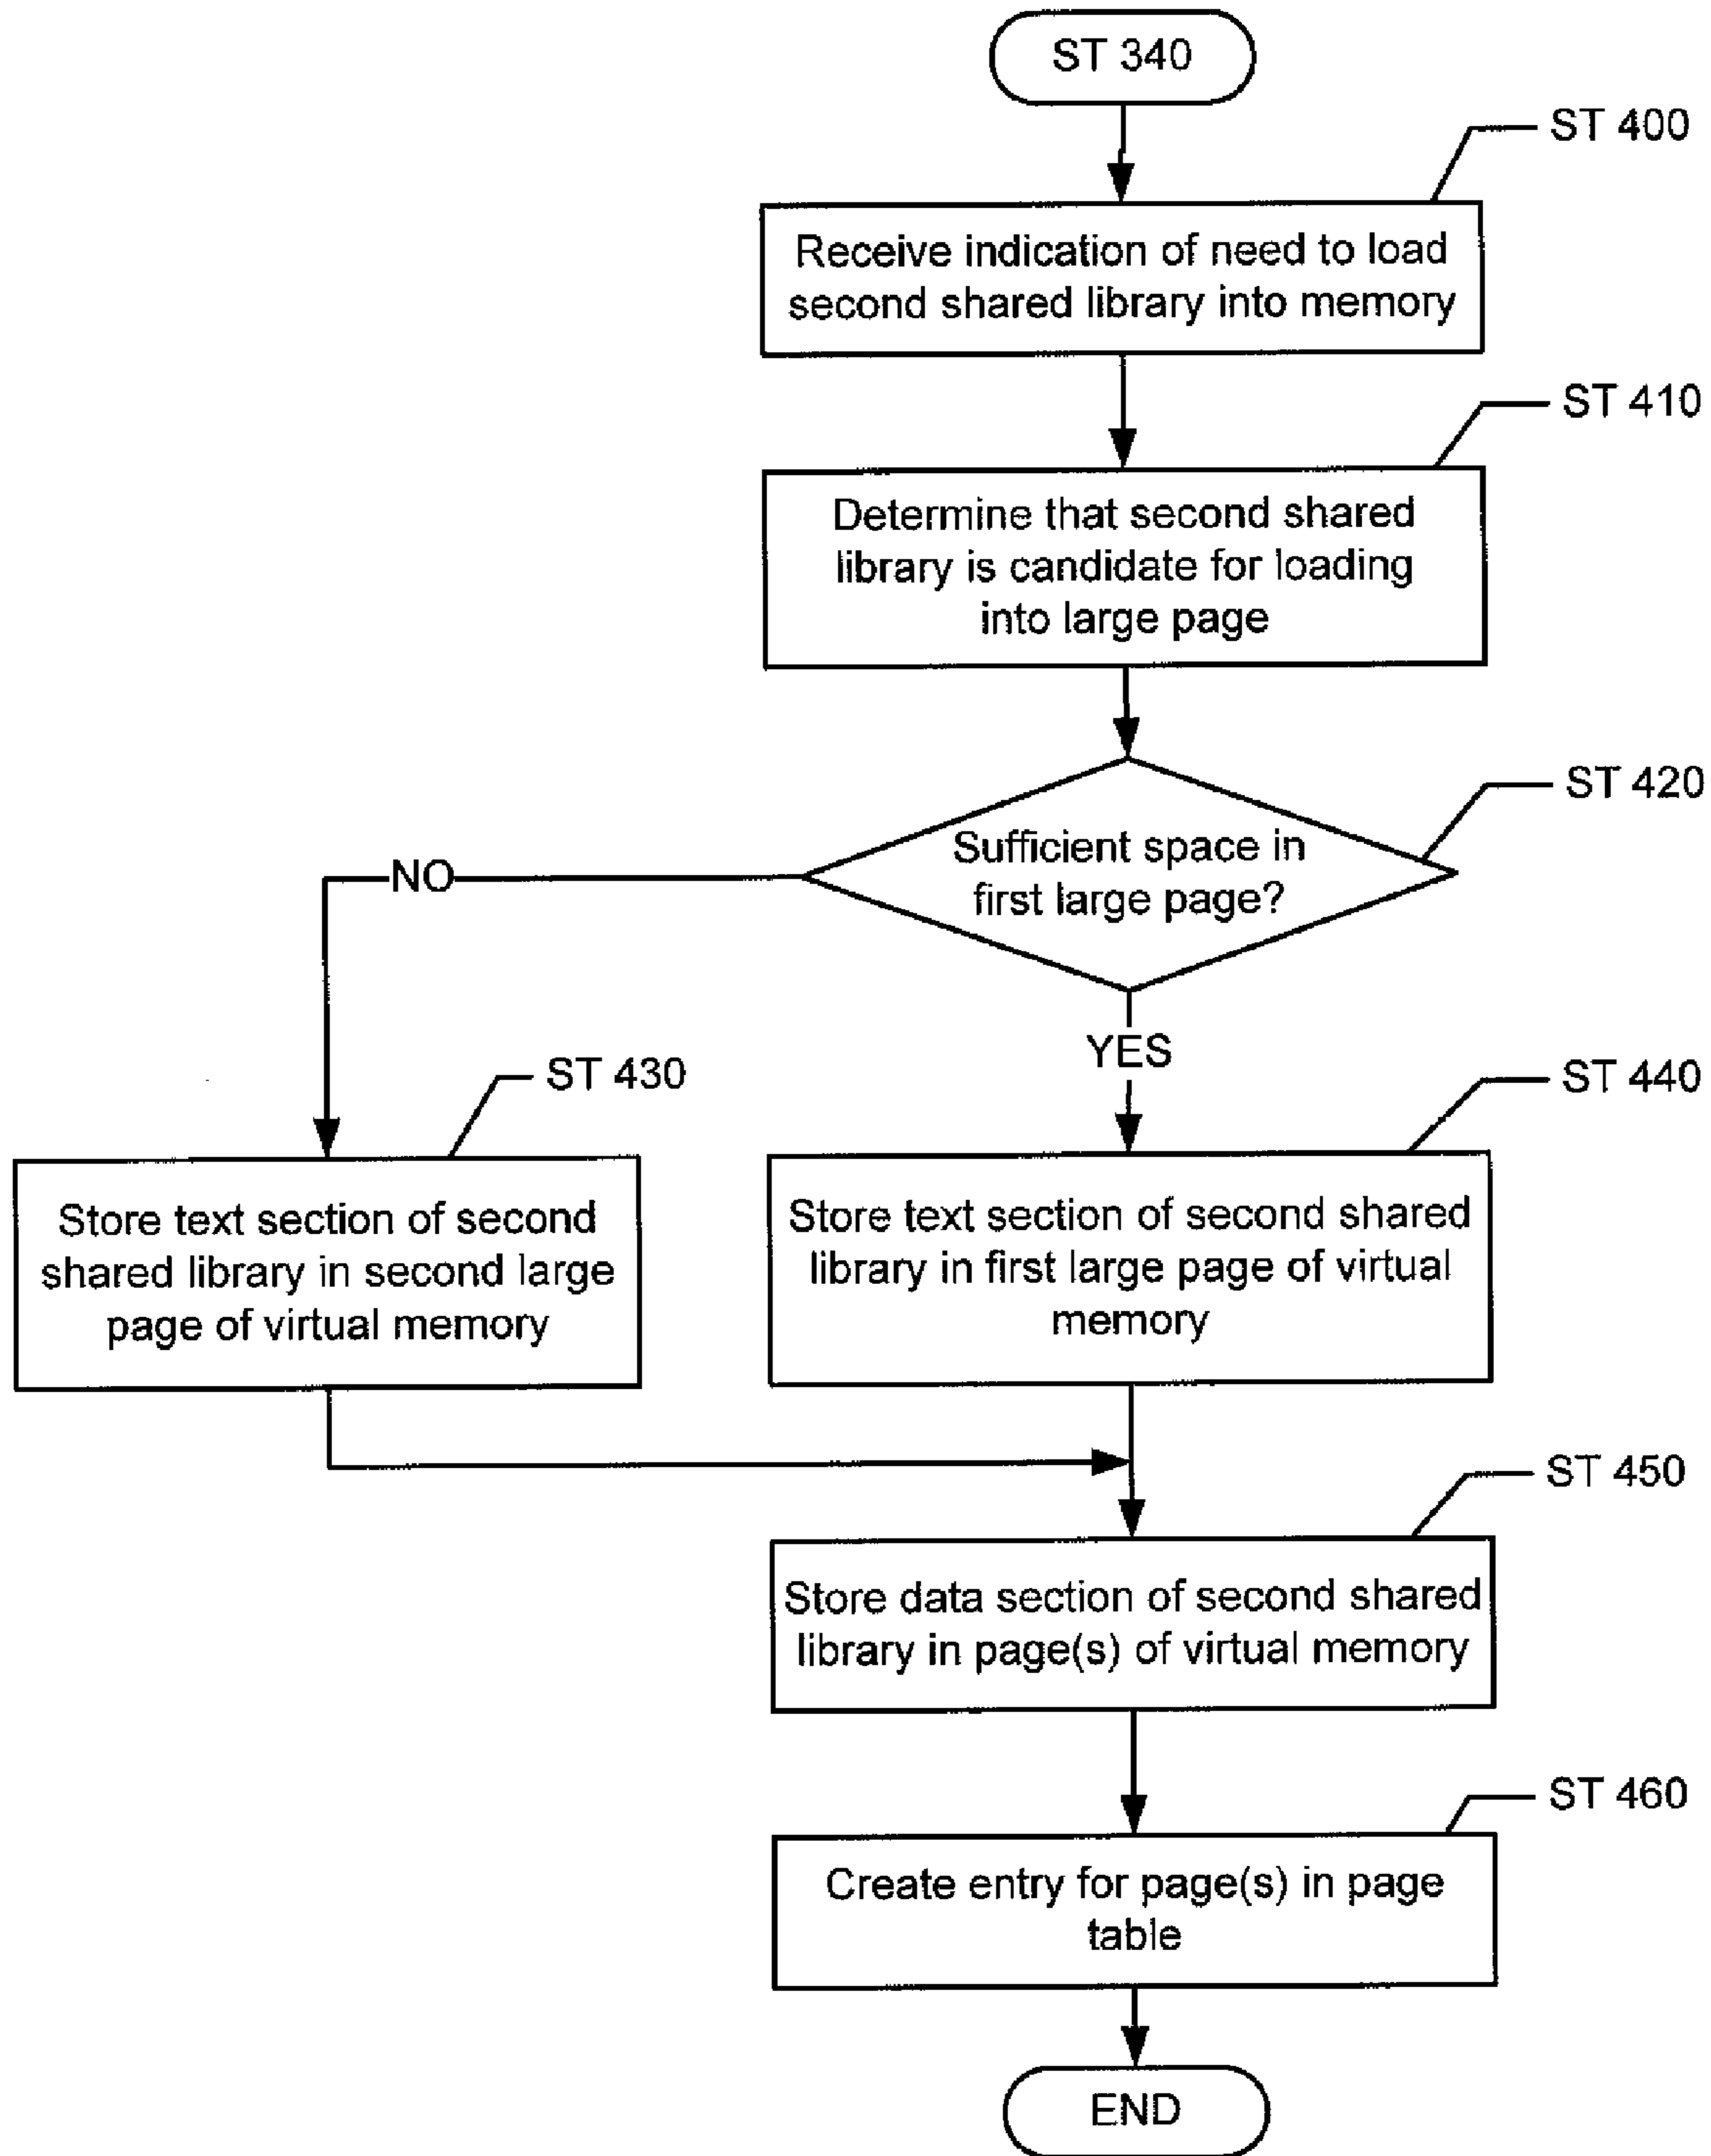 ST 340
ST 400
Receive indication of need to load
second shared library into memory
ST 410
Determine that second shared
library is candidate for loading
into large page
ST 420
Sufficient space in
first large page?
NO
YES
ST 430
Store text section of second
shared library in second large
page of virtual memory
ST 440
Store text section of second shared
library in first large page of virtual
memory
ST 450
Store data section of second shared
library in page(s) of virtual memory
ST 460
Create entry for page(s) in page
table
END